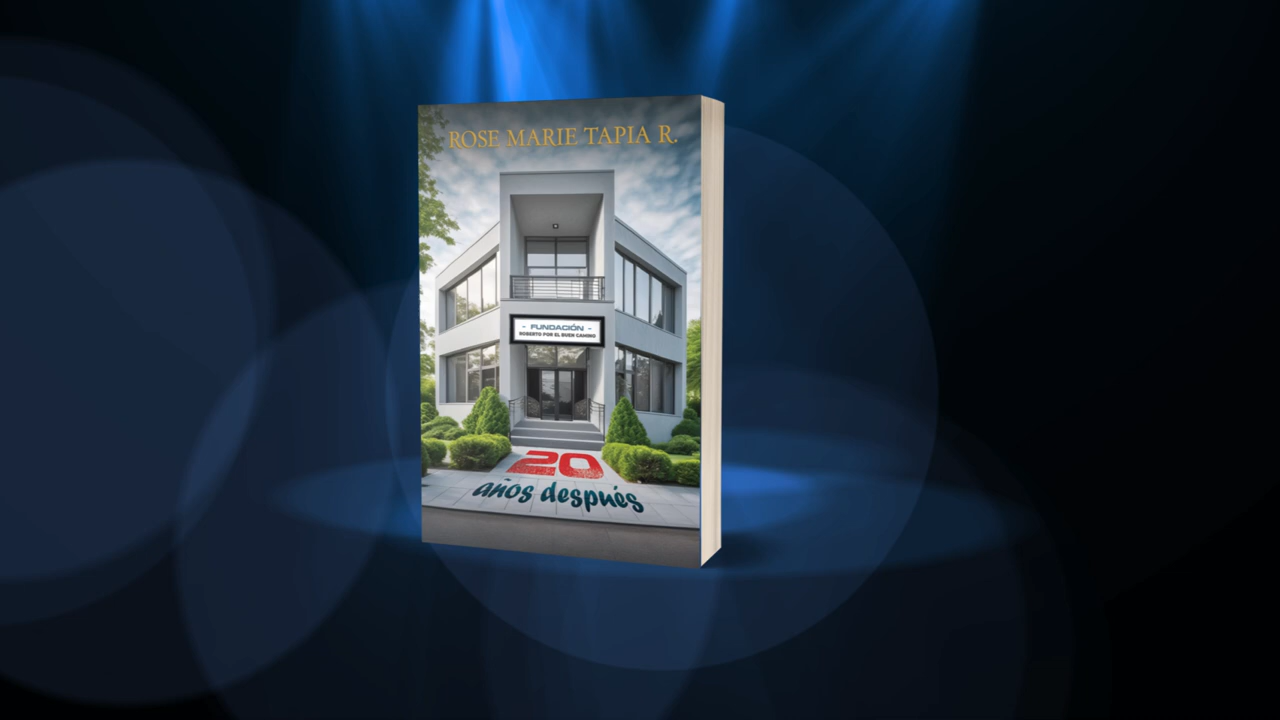 ROSE MARIE TAPIA R.
- FUNDACIÓN -
ROBERTO POR EL BUEN CAMINO
20
años después